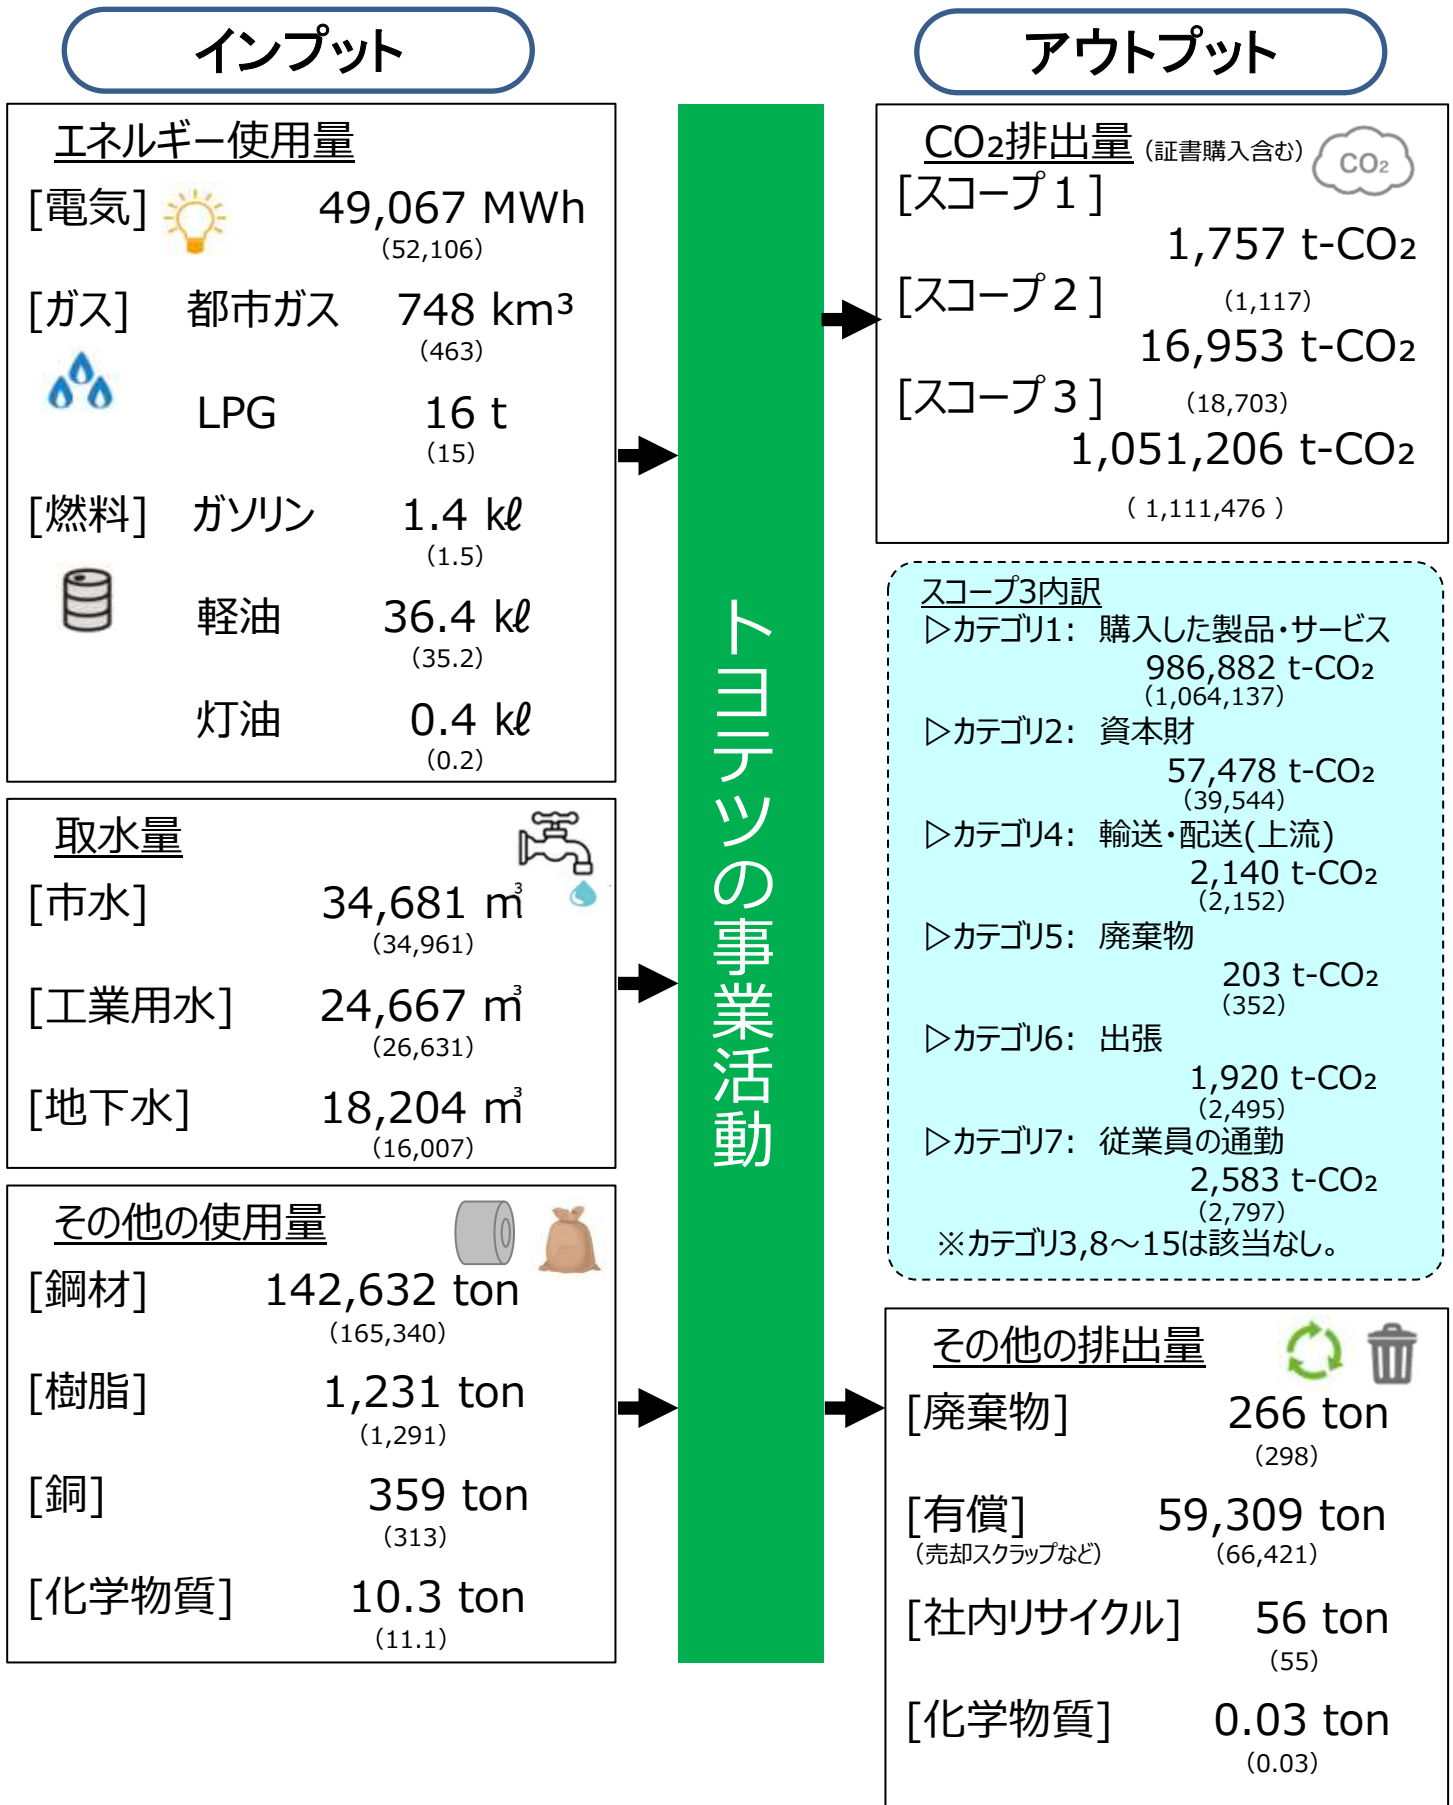 インプット
エネルギー使用量
[電気] 49,067 MWh
(52,106)
[ガス] 都市ガス 748 km³
(463)
LPG 16 t
(15)
[燃料] ガソリン 1.4 kℓ
(1.5)
軽油 36.4 kℓ
(35.2)
灯油 0.4 kℓ
(0.2)
取水量
[市水] 34,681 ㎥
(34,961)
[工業用水] 24,667 ㎥
(26,631)
[地下水] 18,204 ㎥
(16,007)
その他の使用量
[鋼材] 142,632 ton
(165,340)
[樹脂] 1,231 ton
(1,291)
[銅] 359 ton
(313)
[化学物質] 10.3 ton
(11.1)
トヨテツの事業活動
アウトプット
CO₂排出量 (証書購入含む)
CO₂
[スコープ1]
1,757 t-CO₂
[スコープ2] (1,117)
16,953 t-CO₂
[スコープ3] (18,703)
1,051,206 t-CO₂
( 1,111,476 )
スコープ3内訳
▷カテゴリ1: 購入した製品・サービス
986,882 t-CO₂
(1,064,137)
▷カテゴリ2: 資本財
57,478 t-CO₂
(39,544)
▷カテゴリ4: 輸送・配送(上流)
2,140 t-CO₂
(2,152)
▷カテゴリ5: 廃棄物
203 t-CO₂
(352)
▷カテゴリ6: 出張
1,920 t-CO₂
(2,495)
▷カテゴリ7: 従業員の通勤
2,583 t-CO₂
(2,797)
※カテゴリ3,8~15は該当なし。
その他の排出量
[廃棄物] 266 ton
(298)
[有償] 59,309 ton
(売却スクラップなど) (66,421)
[社内リサイクル] 56 ton
(55)
[化学物質] 0.03 ton
(0.03)